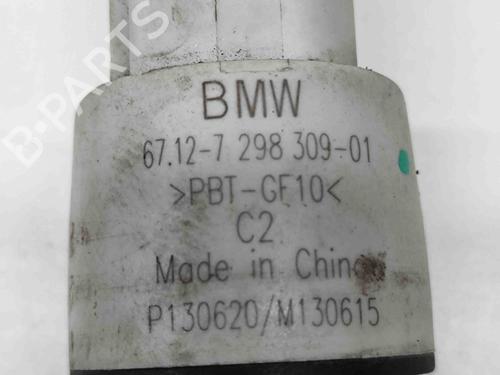 B-PARTS
BMW
67.12-7 298 309-01
>PBT-GF10<
C2
Made in China
P130620/M130615